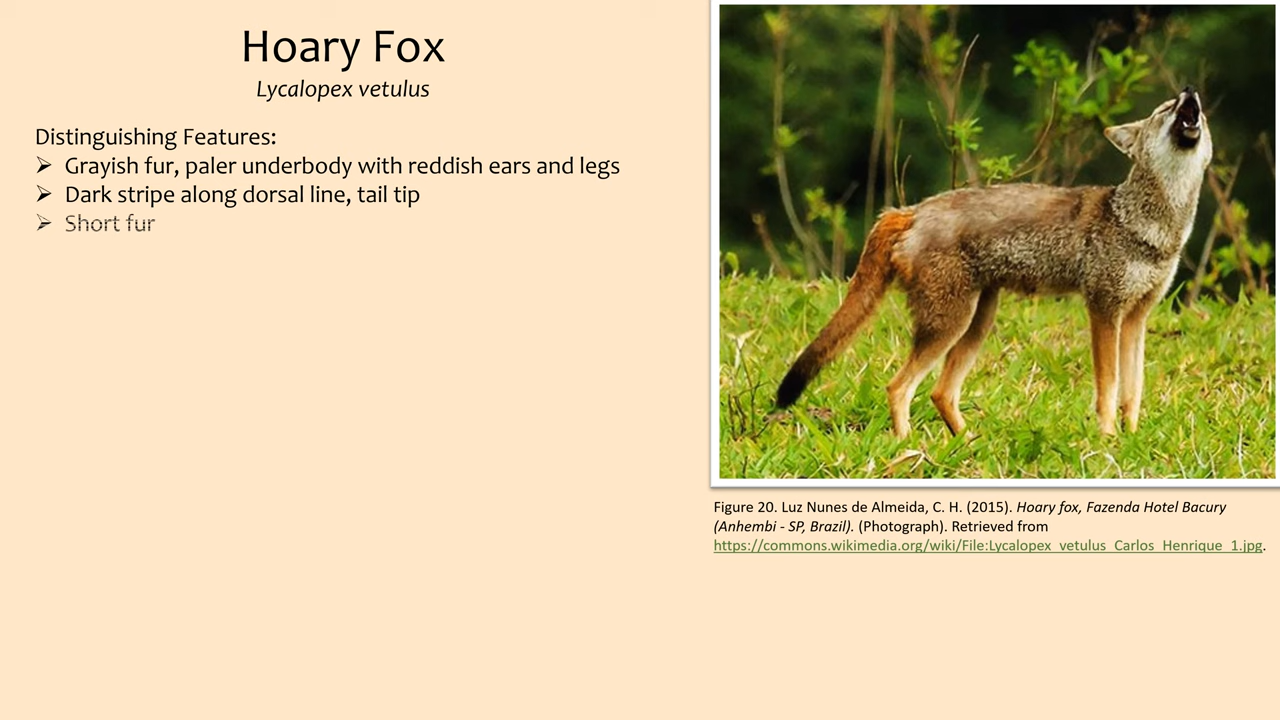 Hoary Fox
Lycalopex vetulus
Distinguishing Features:
➢ Grayish fur, paler underbody with reddish ears and legs
➢ Dark stripe along dorsal line, tail tip
➢ Short fur
Figure 20. Luz Nunes de Almeida, C. H. (2015). Hoary fox, Fazenda Hotel Bacury
(Anhembi - SP, Brazil). (Photograph). Retrieved from
https://commons.wikimedia.org/wiki/File:Lycalopex_vetulus_Carlos_Henrique_1.jpg.